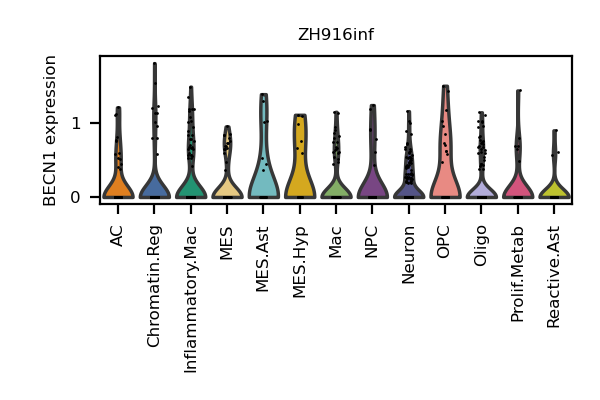 ZH916inf
BECN1 expression
1
0
AC
Chromatin.Reg
Inflammatory.Mac
MES
MES.Ast
MES.Hyp
Mac
NPC
Neuron
OPC
Oligo
Prolif.Metab
Reactive.Ast